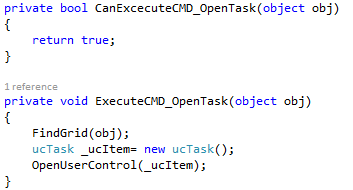 private bool CanExcecuteCMD_OpenTask(object obj)
{
    return true;
}
1 reference
private void ExecuteCMD_OpenTask(object obj)
{
    FindGrid(obj);
    ucTask _ucItem= new ucTask();
    OpenUserControl(_ucItem);
}